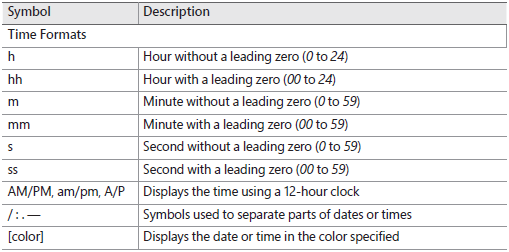 Symbol Description
Time Formats
h Hour without a leading zero (0 to 24)
hh Hour with a leading zero (00 to 24)
m Minute without a leading zero (0 to 59)
mm Minute with a leading zero (00 to 59)
s Second without a leading zero (0 to 59)
ss Second with a leading zero (00 to 59)
AM/PM, am/pm, A/P Displays the time using a 12-hour clock
/ : . — Symbols used to separate parts of dates or times
[color] Displays the date or time in the color specified